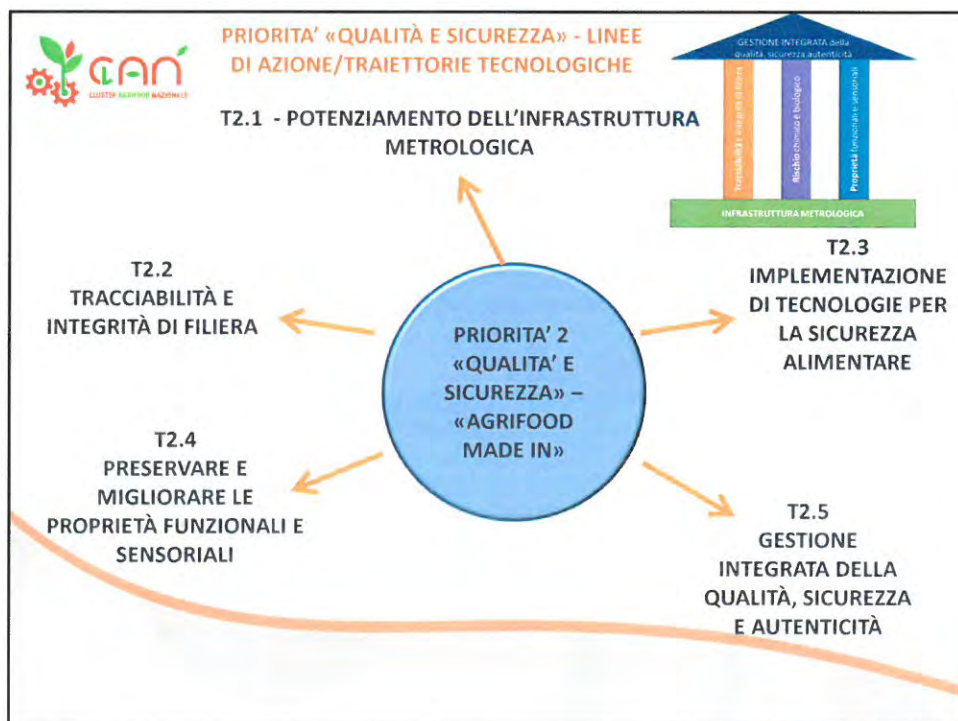 CLAN
CLUSTER AGRIFOOD NAZIONALE
PRIORITA' «QUALITÀ E SICUREZZA» - LINEE
DI AZIONE/TRAIETTORIE TECNOLOGICHE
GESTIONE INTEGRATA della
qualità, sicurezza autenticità
Tracciabilità e integrità di filiera
Rischio chimico e biologico
Proprietà funzionali e sensoriali
INFRASTRUTTURA METROLOGICA
T2.1 - POTENZIAMENTO DELL'INFRASTRUTTURA
METROLOGICA
T2.2
TRACCIABILITÀ E
INTEGRITÀ DI FILIERA
T2.3
IMPLEMENTAZIONE
DI TECNOLOGIE PER
LA SICUREZZA
ALIMENTARE
PRIORITA' 2
«QUALITA' E
SICUREZZA» –
«AGRIFOOD
MADE IN»
T2.4
PRESERVARE E
MIGLIORARE LE
PROPRIETÀ FUNZIONALI E
SENSORIALI
T2.5
GESTIONE
INTEGRATA DELLA
QUALITÀ, SICUREZZA
E AUTENTICITÀ